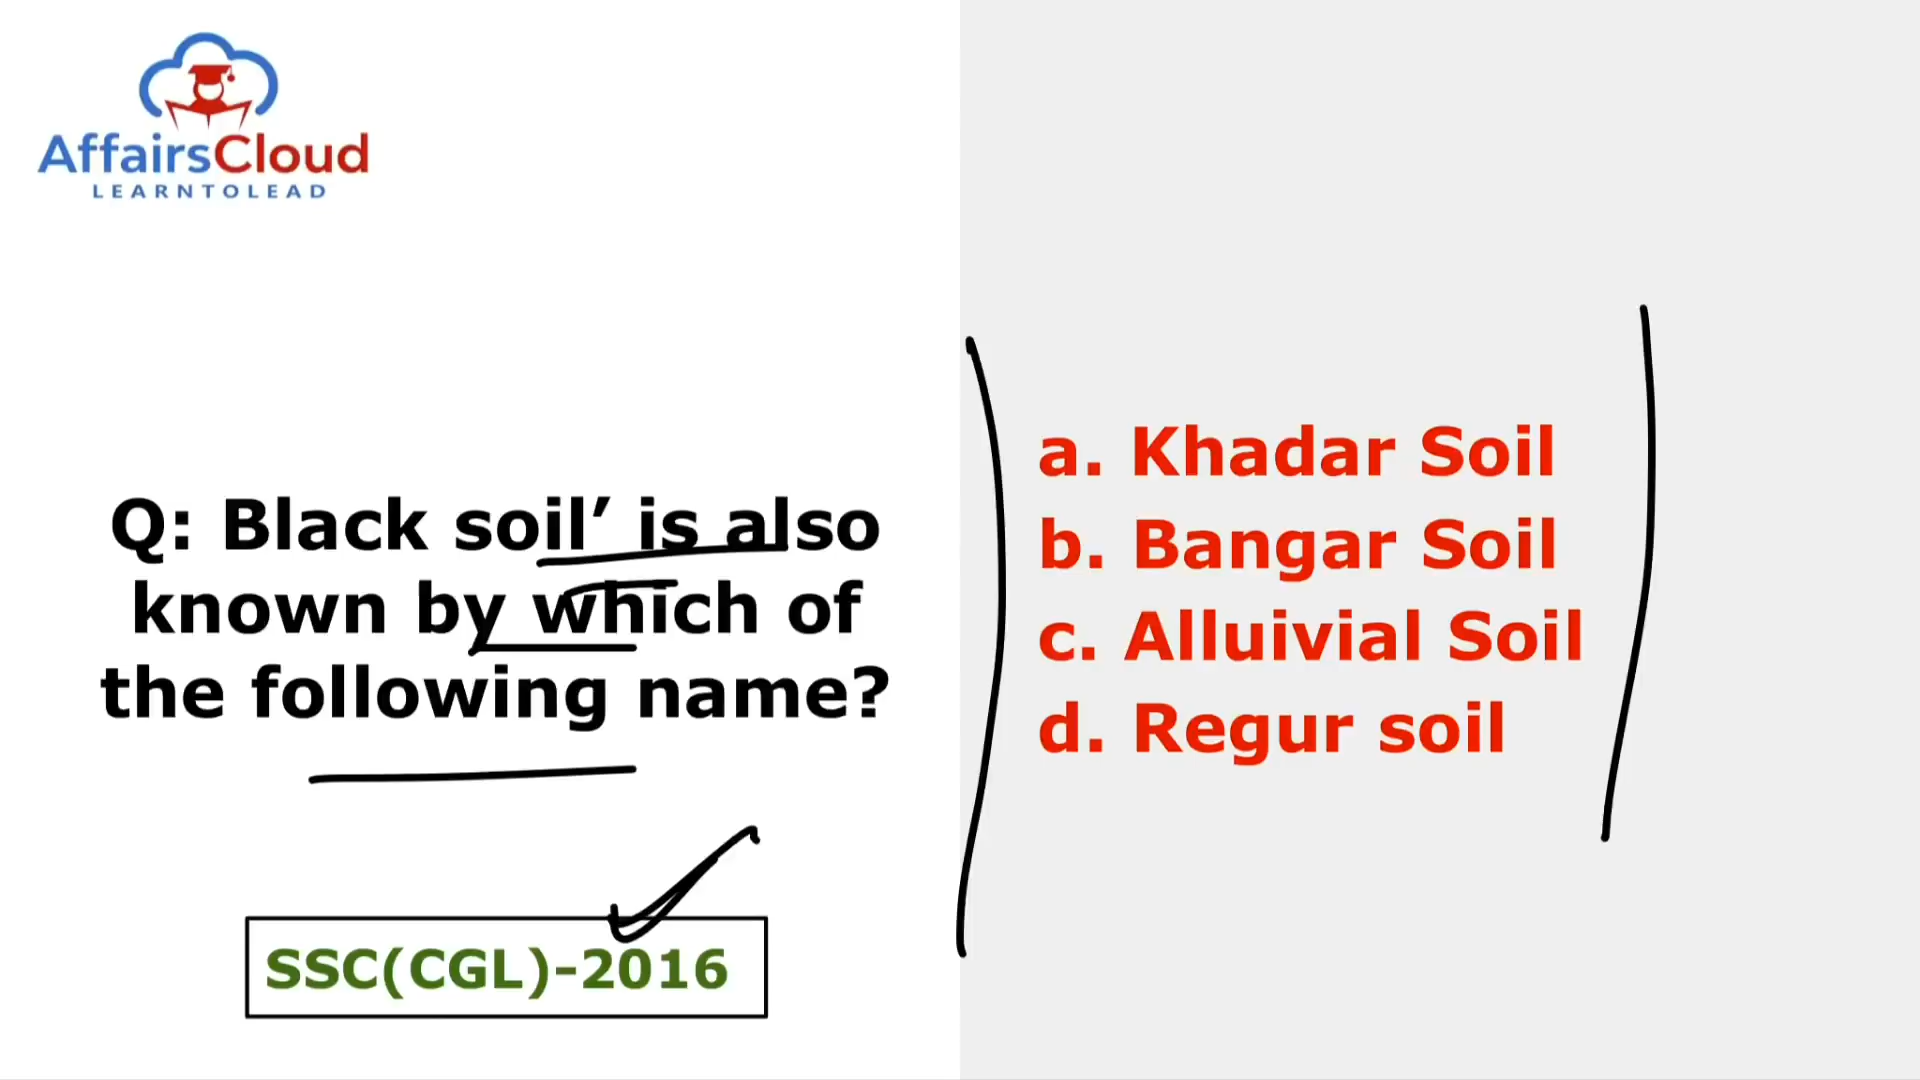 AffairsCloud
LEARNTOLEAD
Q: Black soil’ is also
known by which of
the following name?
SSC(CGL)-2016
a. Khadar Soil
b. Bangar Soil
c. Alluivial Soil
d. Regur soil